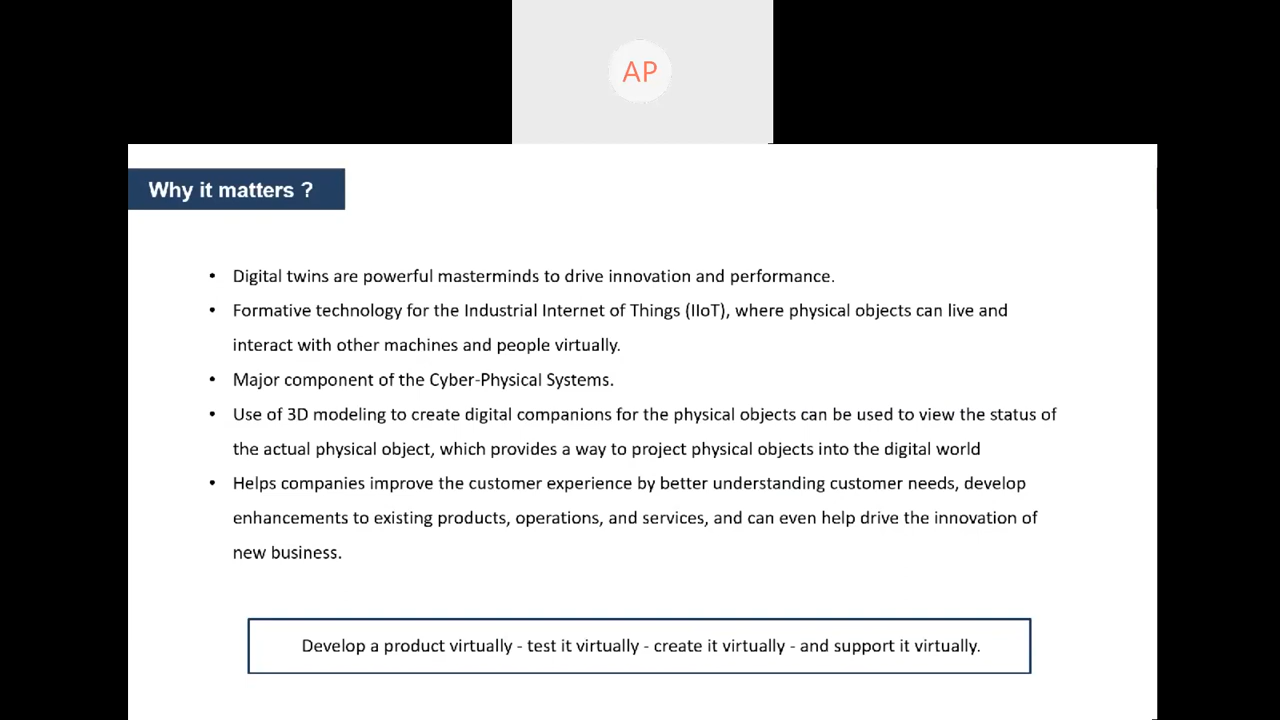 AP
Why it matters ?
• Digital twins are powerful masterminds to drive innovation and performance.
• Formative technology for the Industrial Internet of Things (IIoT), where physical objects can live and
interact with other machines and people virtually.
• Major component of the Cyber-Physical Systems.
• Use of 3D modeling to create digital companions for the physical objects can be used to view the status of
the actual physical object, which provides a way to project physical objects into the digital world
• Helps companies improve the customer experience by better understanding customer needs, develop
enhancements to existing products, operations, and services, and can even help drive the innovation of
new business.
Develop a product virtually - test it virtually - create it virtually - and support it virtually.